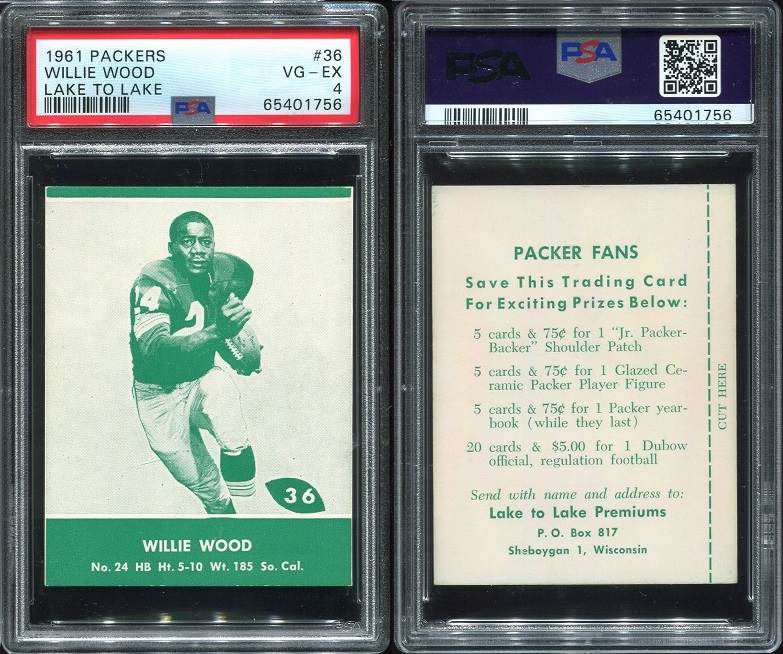 1961 PACKERS #36
WILLIE WOOD VG-EX
LAKE TO LAKE 4
PSA 65401756
24
2
36
WILLIE WOOD
No. 24 HB Ht. 5-10 Wt. 185 So. Cal.
PSA PSA
65401756
PACKER FANS
Save This Trading Card
For Exciting Prizes Below:
5 cards & 75¢ for 1 "Jr. Packer-
Backer" Shoulder Patch
5 cards & 75¢ for 1 Glazed Ce-
ramic Packer Player Figure
5 cards & 75¢ for 1 Packer year-
book (while they last)
20 cards & $5.00 for 1 Dubow
official, regulation football
Send with name and address to:
Lake to Lake Premiums
P. O. Box 817
Sheboygan 1, Wisconsin
CUT HERE